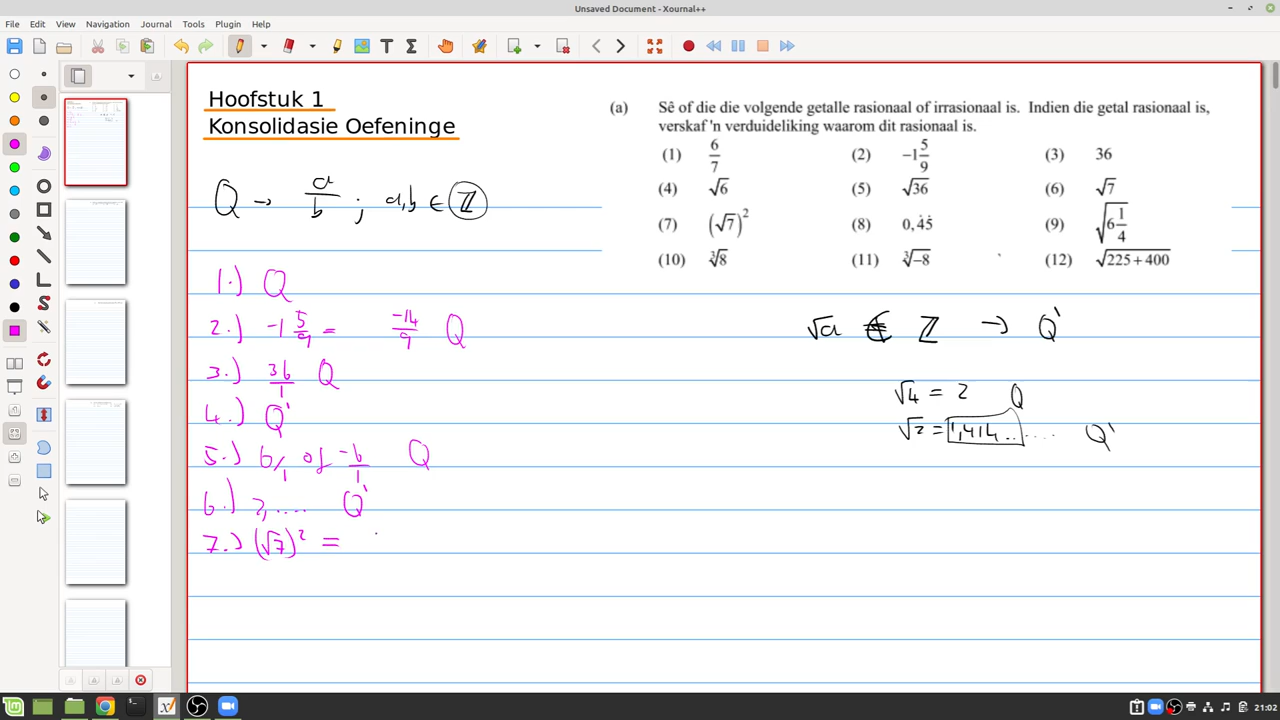 Unsaved Document - Xournal++
File Edit View Navigation Journal Tools Plugin Help
Hoofstuk 1
Konsolidasie Oefeninge
(a) Sê of die die volgende getalle rasionaal of irrasionaal is. Indien die getal rasionaal is,
verskaf 'n verduideliking waarom dit rasionaal is.
(1) 6/7 (2) −1 5/9 (3) 36
(4) √6 (5) √36 (6) √7
(7) (√7)² (8) 0,4̇5̇ (9) √(6 1/4)
(10) ∛8 (11) ∛−8 (12) √(225 + 400)
Q → a/b ; a,b ∈ ℤ
1.) Q
2.) -1 5/9 = -14/9 Q
3.) 36/1 Q
4.) Q'
5.) 6/1 of -6/1 Q
6.) 2,.... Q'
7.) (√7)² =
√a ℤ → Q'
√4 = 2 Q
√2 = 1,414........ Q'
21:02